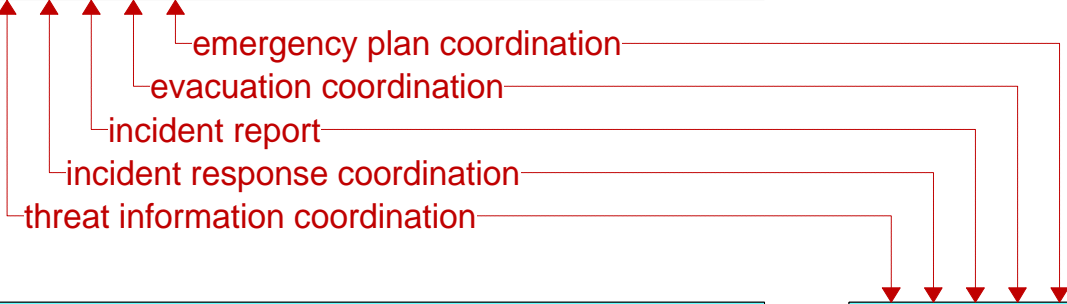 emergency plan coordination
evacuation coordination
incident report
incident response coordination
threat information coordination